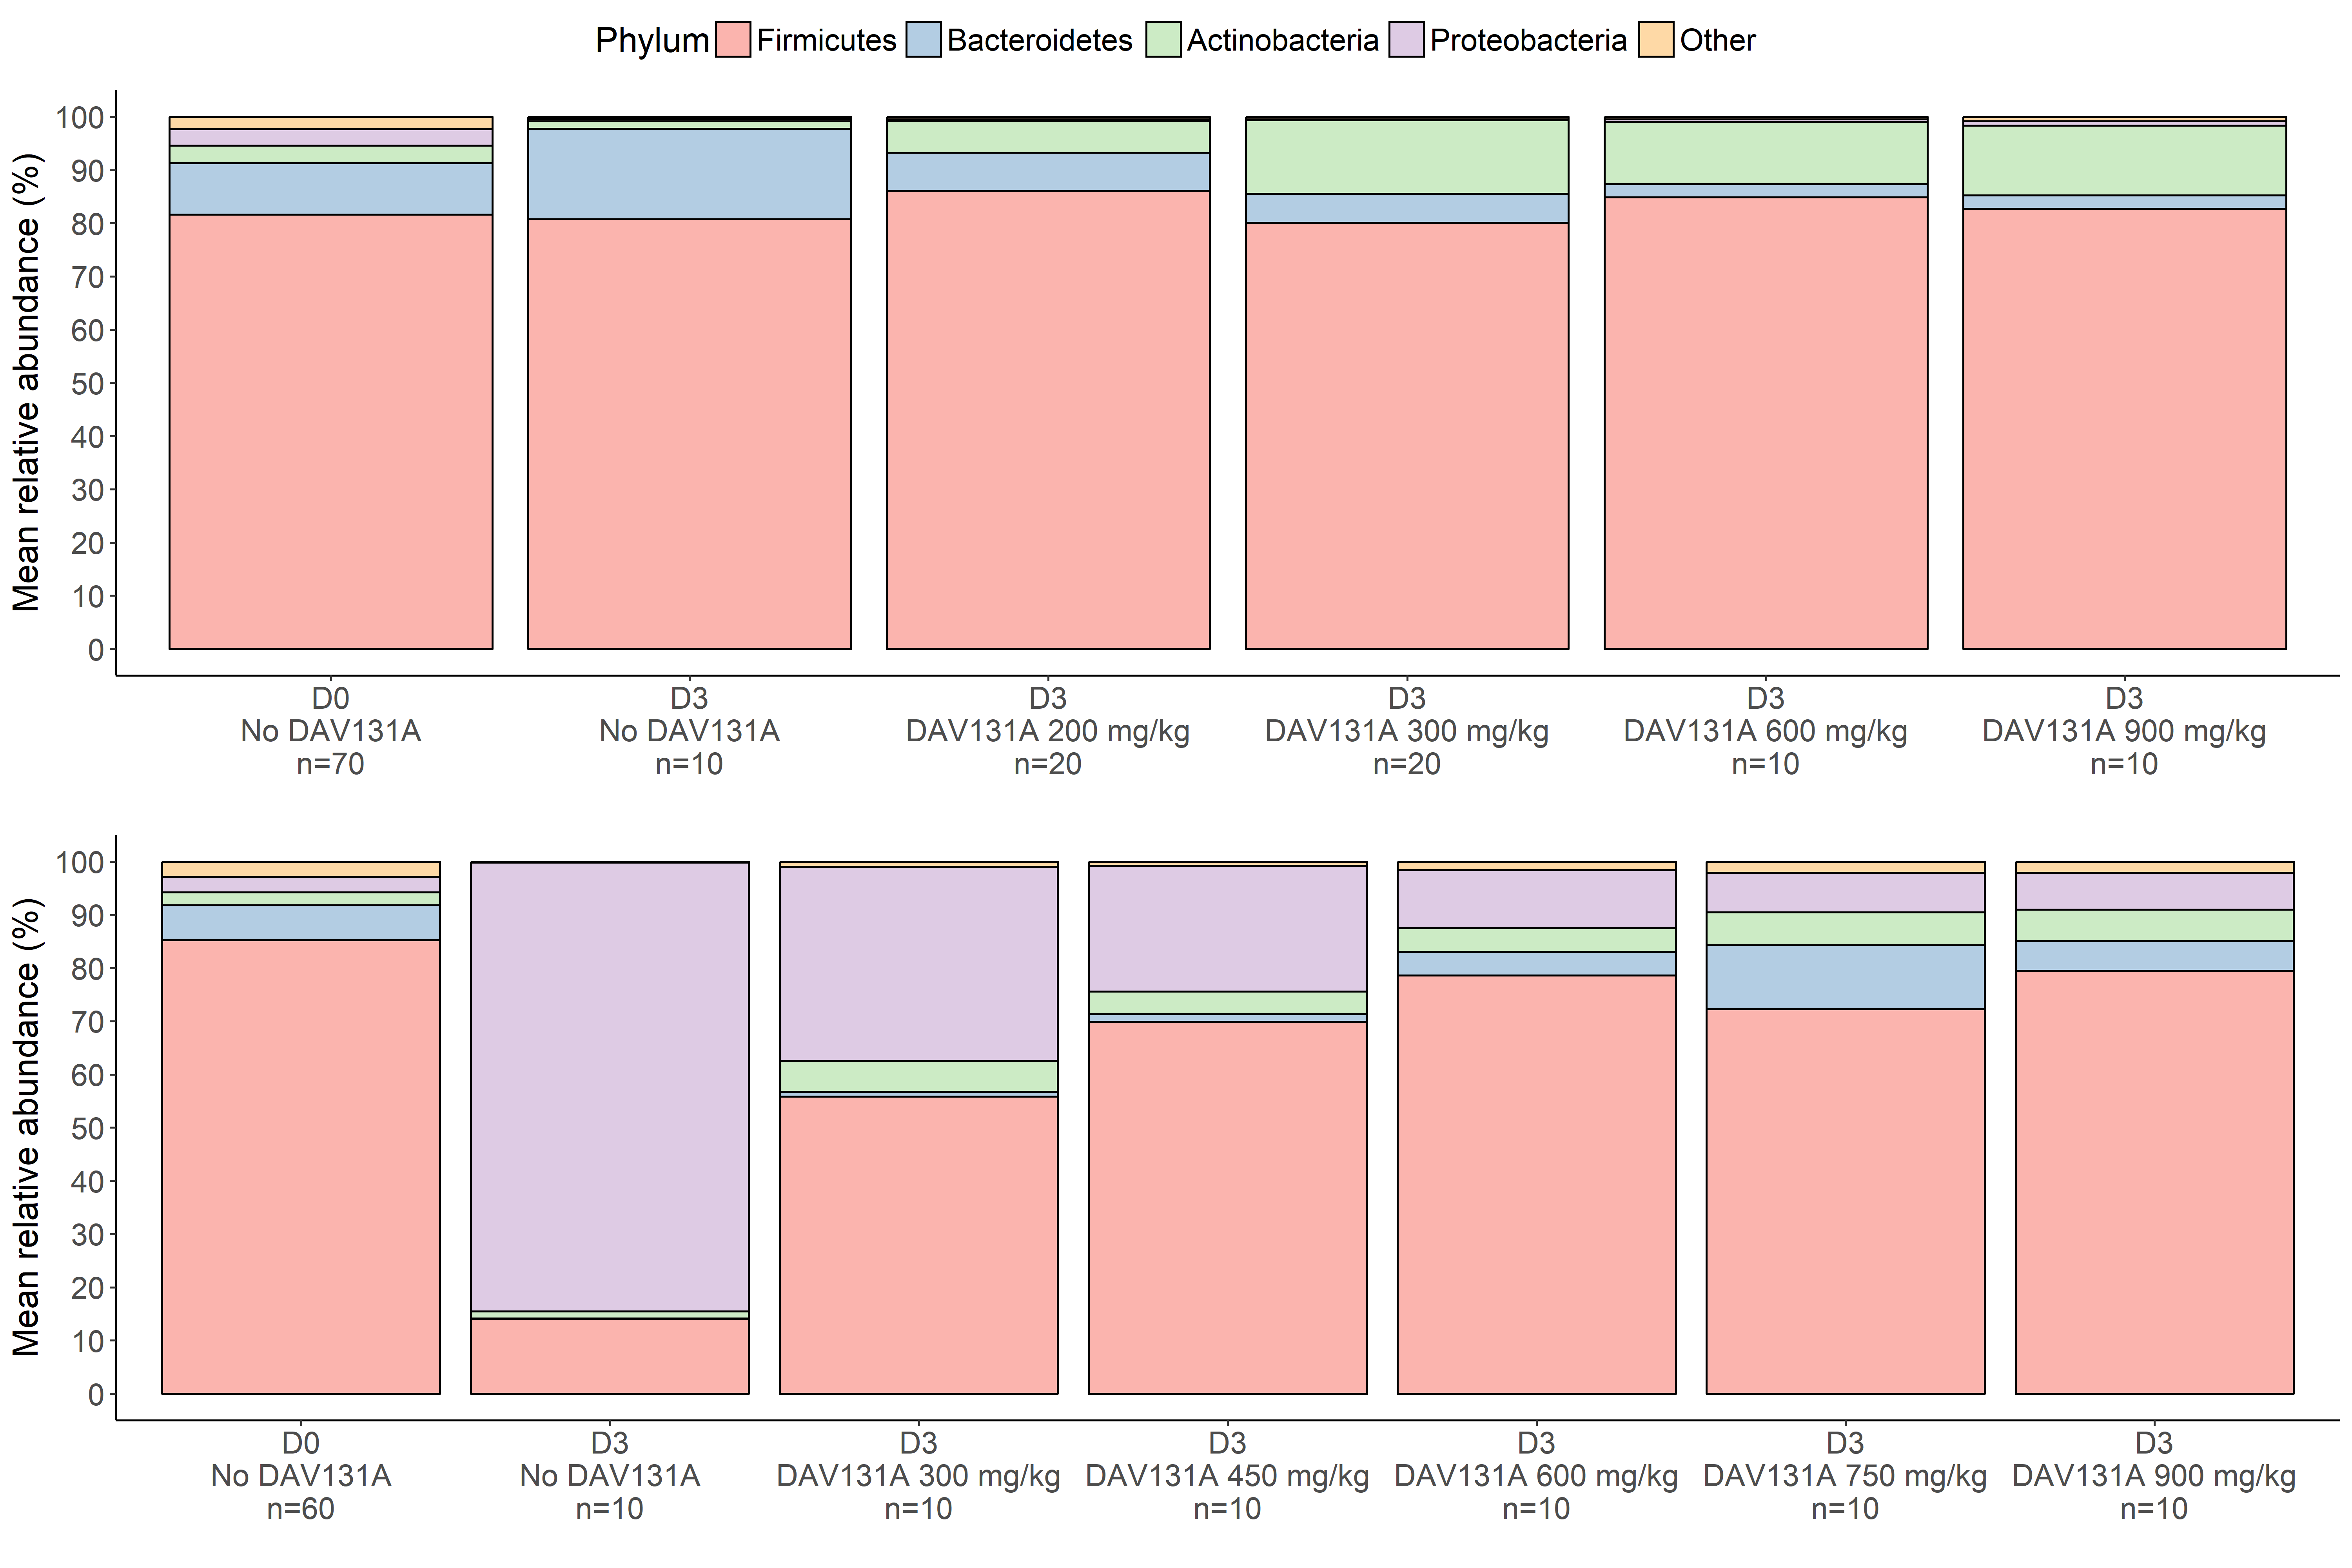 Phylum Firmicutes Bacteroidetes Actinobacteria Proteobacteria Other
Mean relative abundance (%)
100
90
80
70
60
50
40
30
20
10
0
D0
No DAV131A
n=70
D3
No DAV131A
n=10
D3
DAV131A 200 mg/kg
n=20
D3
DAV131A 300 mg/kg
n=20
D3
DAV131A 600 mg/kg
n=10
D3
DAV131A 900 mg/kg
n=10
Mean relative abundance (%)
100
90
80
70
60
50
40
30
20
10
0
D0
No DAV131A
n=60
D3
No DAV131A
n=10
D3
DAV131A 300 mg/kg
n=10
D3
DAV131A 450 mg/kg
n=10
D3
DAV131A 600 mg/kg
n=10
D3
DAV131A 750 mg/kg
n=10
D3
DAV131A 900 mg/kg
n=10